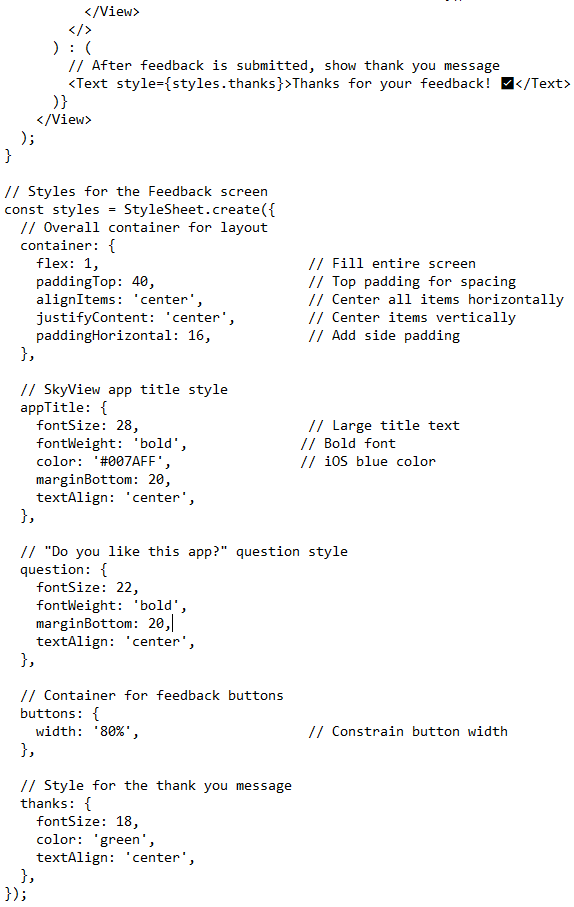 </View>
        </>
      ) : (
        // After feedback is submitted, show thank you message
        <Text style={styles.thanks}>Thanks for your feedback! ✅</Text>
      )}
    </View>
  );
}

// Styles for the Feedback screen
const styles = StyleSheet.create({
  // Overall container for layout
  container: {
    flex: 1,                          // Fill entire screen
    paddingTop: 40,                   // Top padding for spacing
    alignItems: 'center',             // Center all items horizontally
    justifyContent: 'center',         // Center items vertically
    paddingHorizontal: 16,            // Add side padding
  },

  // SkyView app title style
  appTitle: {
    fontSize: 28,                     // Large title text
    fontWeight: 'bold',              // Bold font
    color: '#007AFF',                // iOS blue color
    marginBottom: 20,
    textAlign: 'center',
  },

  // "Do you like this app?" question style
  question: {
    fontSize: 22,
    fontWeight: 'bold',
    marginBottom: 20,
    textAlign: 'center',
  },

  // Container for feedback buttons
  buttons: {
    width: '80%',                     // Constrain button width
  },

  // Style for the thank you message
  thanks: {
    fontSize: 18,
    color: 'green',
    textAlign: 'center',
  },
});